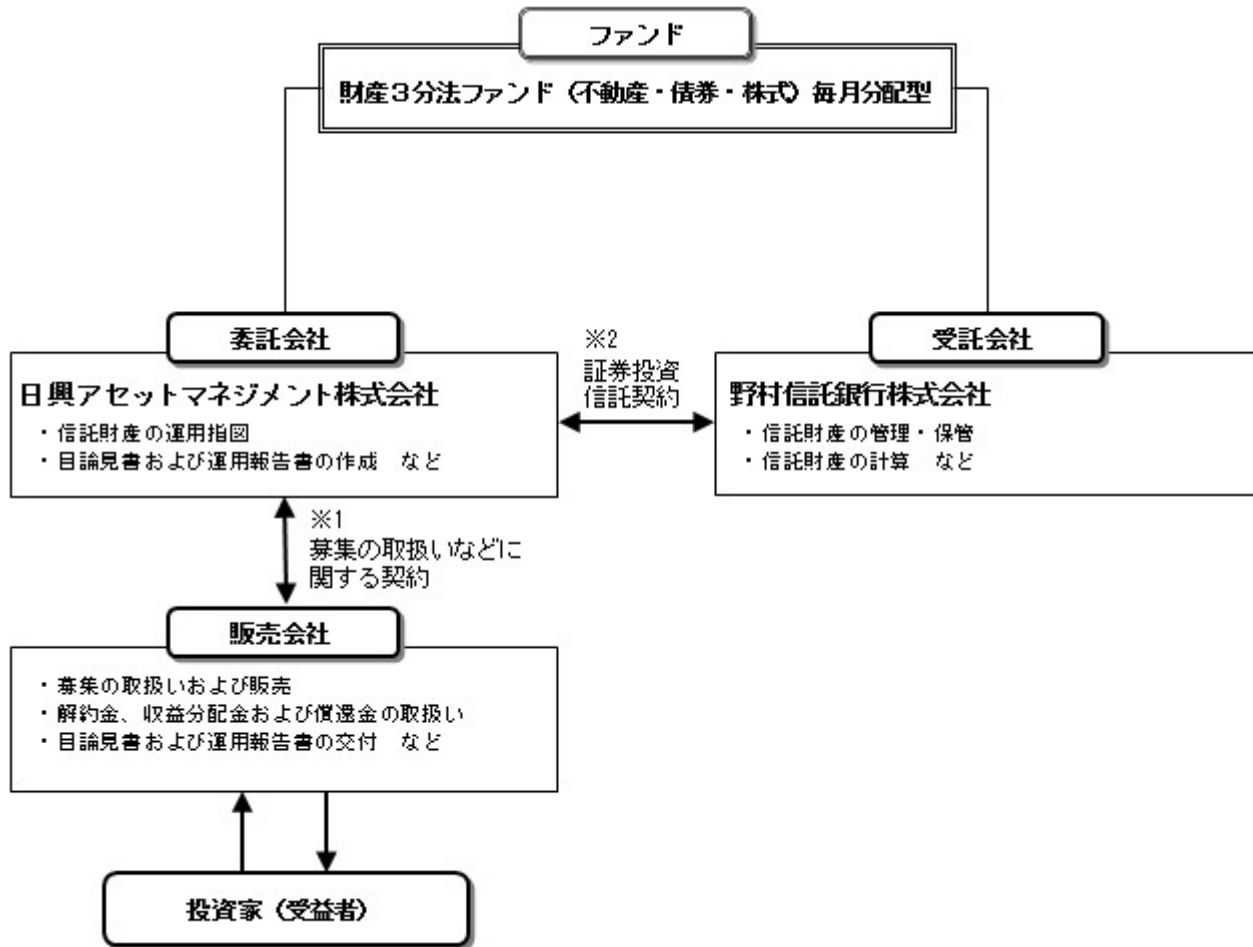 ファンド
財産3分法ファンド（不動産・債券・株式）毎月分配型
委託会社
日興アセットマネジメント株式会社
・信託財産の運用指図
・目論見書および運用報告書の作成　など
※2
証券投資
信託契約
受託会社
野村信託銀行株式会社
・信託財産の管理・保管
・信託財産の計算　など
※1
募集の取扱いなどに
関する契約
販売会社
・募集の取扱いおよび販売
・解約金、収益分配金および償還金の取扱い
・目論見書および運用報告書の交付　など
投資家（受益者）